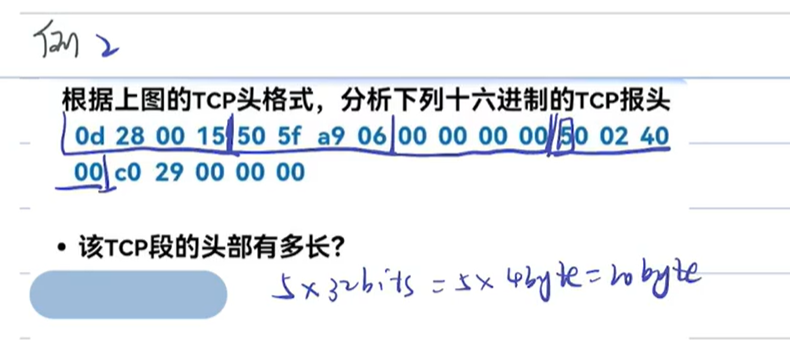 例2
根据上图的TCP头格式，分析下列十六进制的TCP报头
0d 28 00 15 50 5f a9 06 00 00 00 00 50 02 40
00 c0 29 00 00 00
• 该TCP段的头部有多长？
5×32bits = 5×4byte = 20byte